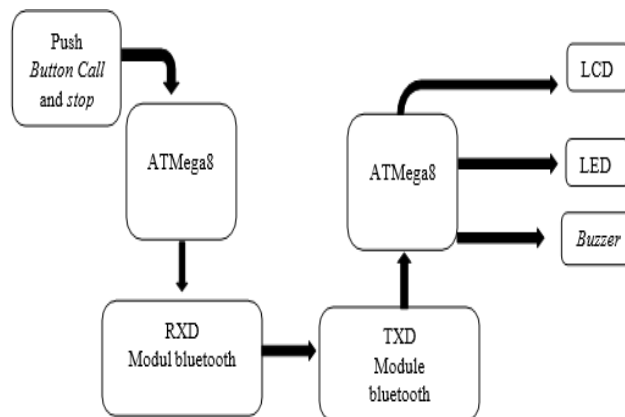 Push
Button Call
and stop
ATMega8
RXD
Modul bluetooth
TXD
Module
bluetooth
ATMega8
LCD
LED
Buzzer